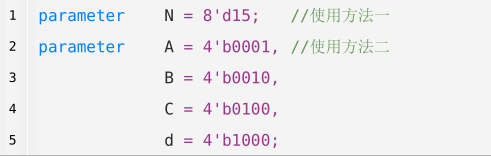 1 parameter N = 8'd15; //使用方法一
2 parameter A = 4'b0001, //使用方法二
3 B = 4'b0010,
4 C = 4'b0100,
5 d = 4'b1000;